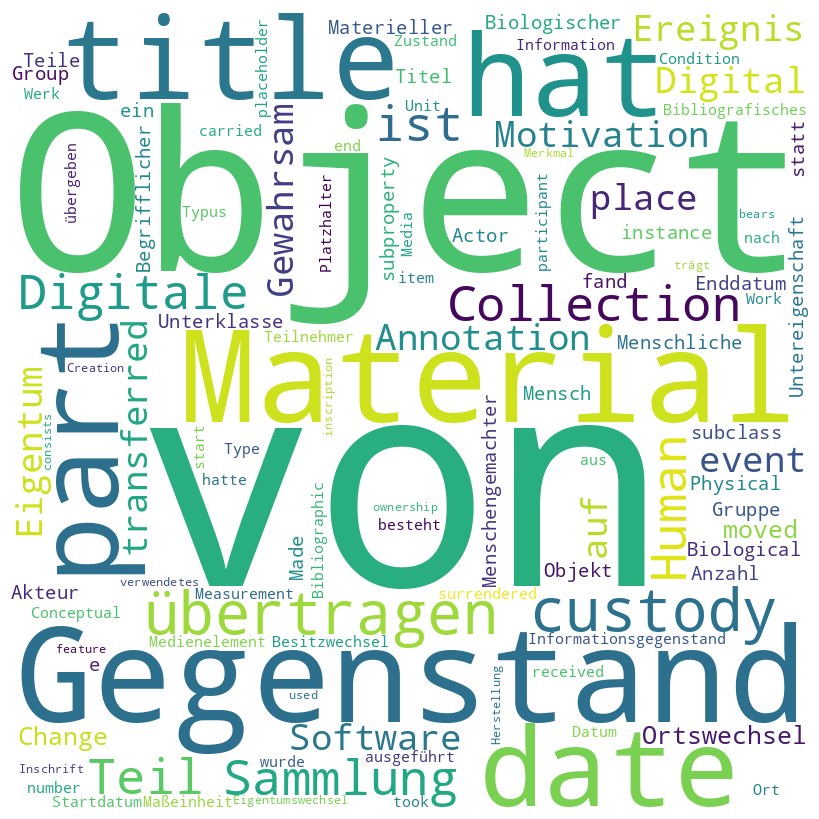 title
hat
Ereignis
Materieller
Biologischer
Information
Zustand
Condition
placeholder
Teile
Group
Werk
Titel
Digital
Unit
Bibliografisches
ein
carried
ist
Motivation
statt
Object
end
Merkmal
übergeben
Begrifflicher
Gewahrsam
Platzhalter
subproperty
Media
participant
place
bears
Typus
Actor
instance
nach
Untereigenschaft
trägt
item
fand
Enddatum
Work
Digitale
Collection
Unterklasse
Teilnehmer
Annotation
Menschliche
part
transferred
Creation
Material
inscription
Mensch
Eigentum
consists
von
start
Type
hatte
aus
Menschengemachter
auf
Human
subclass
event
Physical
Bibliographic
ownership
besteht
Gruppe
moved
Made
Biological
Objekt
Anzahl
verwendetes
Akteur
Measurement
surrendered
Conceptual
übertragen
custody
Medienelement
Besitzwechsel
Informationsgegenstand
Gegenstand
feature
e
received
used
Herstellung
Change
Software
Datum
Ortswechsel
ausgeführt
date
Inschrift
wurde
Teil
Sammlung
number
Ort
Startdatum
Maßeinheit
Eigentumswechsel
took